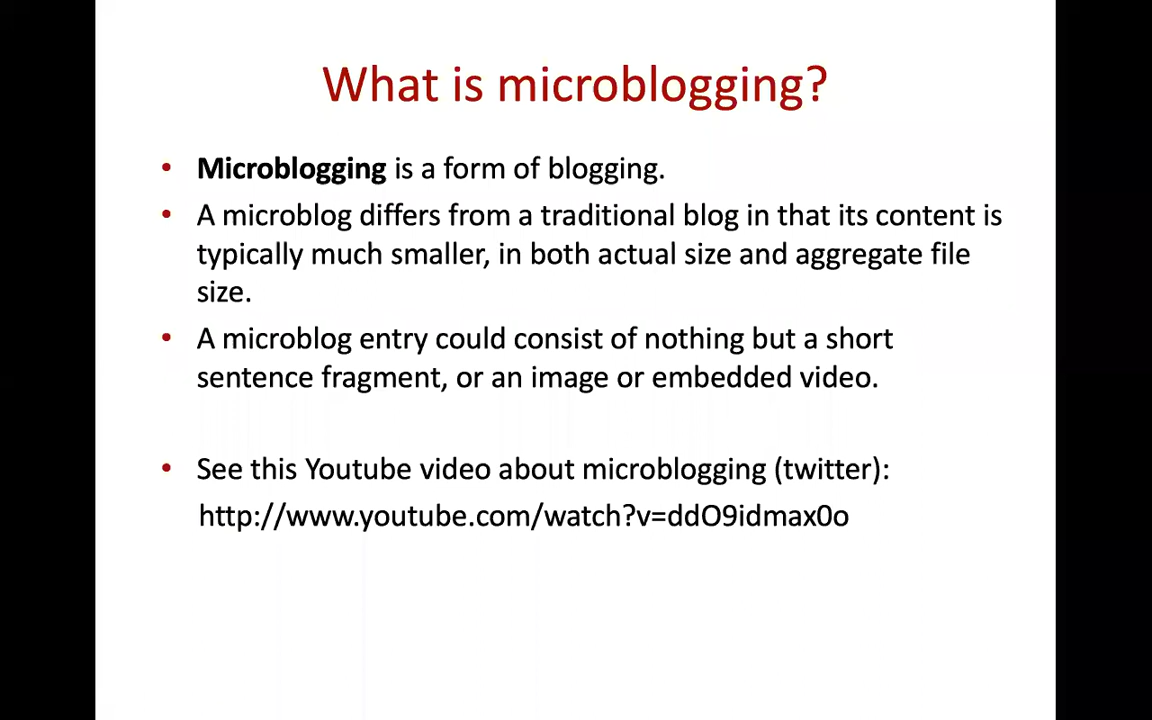 What is microblogging?
• Microblogging is a form of blogging.
• A microblog differs from a traditional blog in that its content is
typically much smaller, in both actual size and aggregate file
size.
• A microblog entry could consist of nothing but a short
sentence fragment, or an image or embedded video.
• See this Youtube video about microblogging (twitter):
http://www.youtube.com/watch?v=ddO9idmax0o